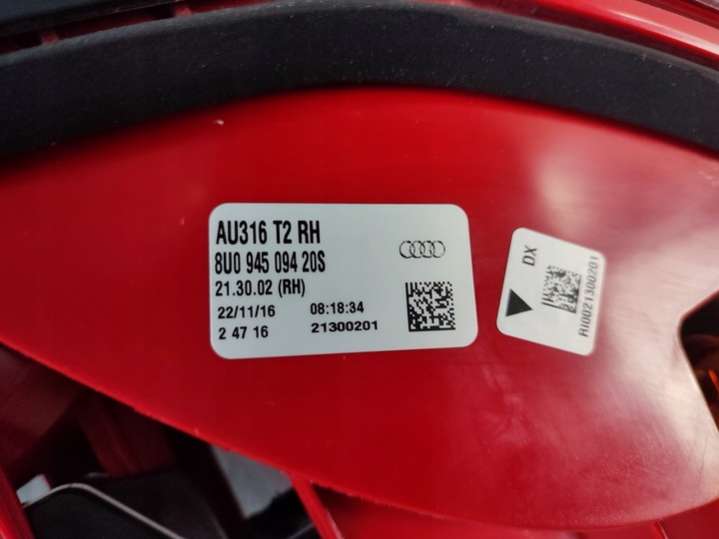 AU316 T2 RH
8U0 945 094 20S
21.30.02 (RH)
22/11/16 08:18:34
2 47 16 21300201
DX
RI0021300201